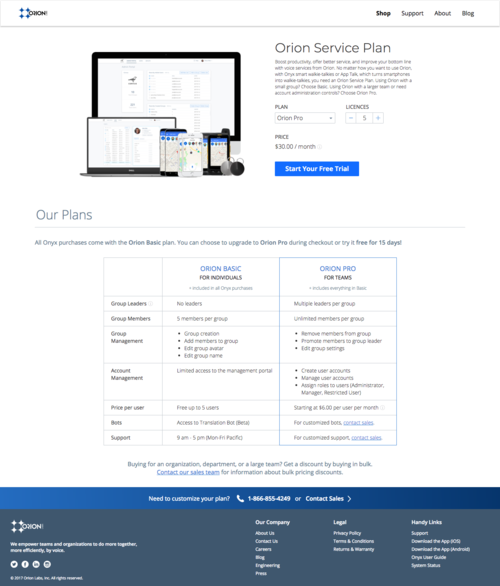 ORION
Shop Support About Blog
Orion Service Plan
Boost productivity, offer better service, and improve your bottom line
with voice services from Orion. No matter how you want to use Orion,
with Onyx smart walkie-talkies or App Talk, which turns smartphones
into walkie-talkies, you need an Orion Service Plan. Using Orion with a
small group? Choose Basic. Using Orion with a larger team or need
account administration controls? Choose Orion Pro.
PLAN LICENCES
Orion Pro − 5 +
PRICE
$30.00 / month
Start Your Free Trial
Our Plans
All Onyx purchases come with the Orion Basic plan. You can choose to upgrade to Orion Pro during checkout or try it free for 15 days!
ORION BASIC ORION PRO
FOR INDIVIDUALS FOR TEAMS
+ included in all Onyx purchases + includes everything in Basic
Group Leaders No leaders Multiple leaders per group
Group Members 5 members per group Unlimited members per group
Group Management
• Group creation
• Add members to group
• Edit group avatar
• Edit group name
• Remove members from group
• Promote members to group leader
• Edit group settings
Account Management
Limited access to the management portal
• Create user accounts
• Manage user accounts
• Assign roles to users (Administrator,
Manager, Restricted User)
Price per user Free up to 5 users Starting at $6.00 per user per month
Bots Access to Translation Bot (Beta) For customized bots, contact sales.
Support 9 am - 5 pm (Mon-Fri Pacific) For customized support, contact sales.
Buying for an organization, department, or a large team? Get a discount by buying in bulk.
Contact our sales team for information about bulk pricing discounts.
Need to customize your plan? 1-866-855-4249 or Contact Sales
ORION
We empower teams and organizations to do more together,
more efficiently, by voice.
© 2017 Orion Labs, Inc. All rights reserved.
Our Company
About Us
Contact Us
Careers
Blog
Engineering
Press
Legal
Privacy Policy
Terms & Conditions
Returns & Warranty
Handy Links
Support
Download the App (iOS)
Download the App (Android)
Onyx User Guide
System Status